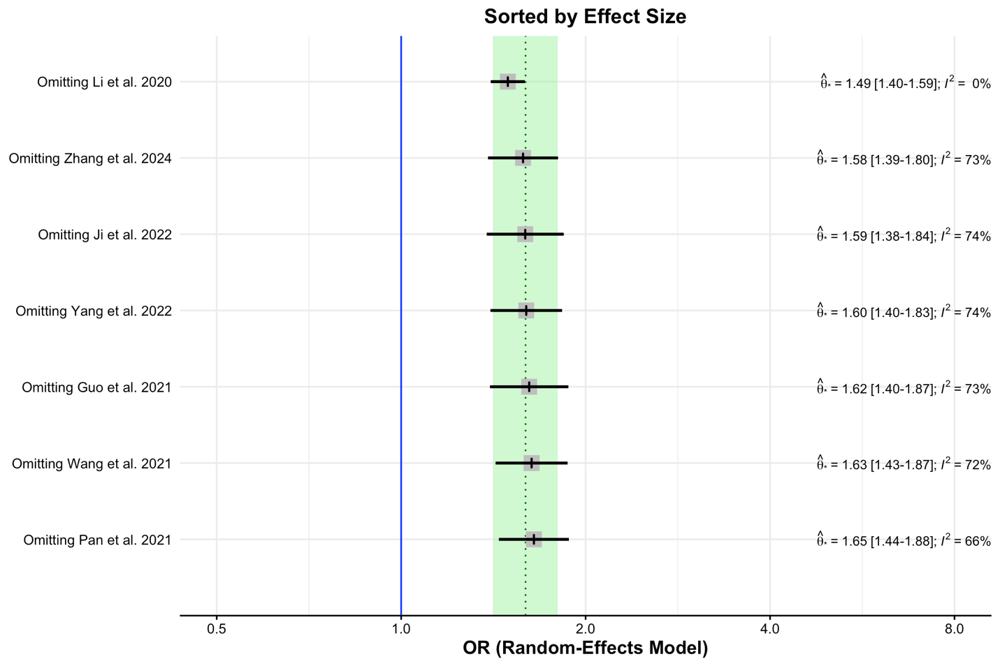 Sorted by Effect Size
Omitting Li et al. 2020 θ̂* = 1.49 [1.40-1.59]; I² = 0%
Omitting Zhang et al. 2024 θ̂* = 1.58 [1.39-1.80]; I² = 73%
Omitting Ji et al. 2022 θ̂* = 1.59 [1.38-1.84]; I² = 74%
Omitting Yang et al. 2022 θ̂* = 1.60 [1.40-1.83]; I² = 74%
Omitting Guo et al. 2021 θ̂* = 1.62 [1.40-1.87]; I² = 73%
Omitting Wang et al. 2021 θ̂* = 1.63 [1.43-1.87]; I² = 72%
Omitting Pan et al. 2021 θ̂* = 1.65 [1.44-1.88]; I² = 66%
0.5 1.0 2.0 4.0 8.0
OR (Random-Effects Model)